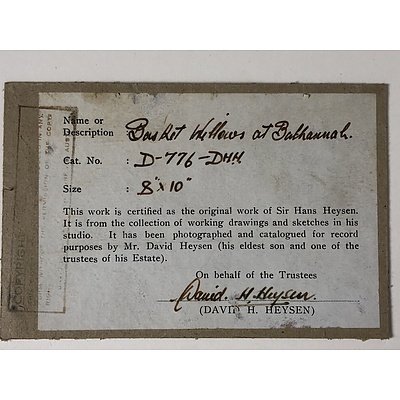 Name or
Description Basket Willows at Balhannah.
Cat. No. : D-776-DHH
Size : 8"x10"
This work is certified as the original work of Sir Hans Heysen.
It is from the collection of working drawings and sketches in his
studio. It has been photographed and catalogued for record
purposes by Mr. David Heysen (his eldest son and one of the
trustees of his Estate).
On behalf of the Trustees
David. H. Heysen.
(DAVID H. HEYSEN)
COPYRIGHT